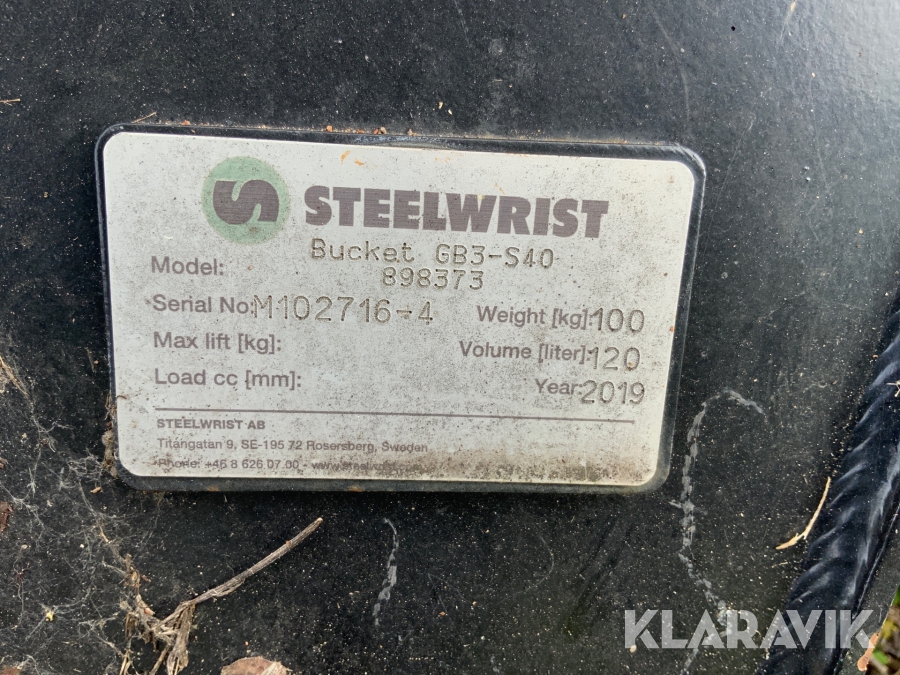 STEELWRIST
Bucket GB3-S40
Model: 898373
Serial No: M102716-4 Weight [kg]: 100
Max lift [kg]: Volume [liter]: 120
Load cc [mm]: Year: 2019
STEELWRIST AB
Titangatan 9, SE-195 72 Rosersberg, Sweden
Phone: +46 8 626 07 00 -
KLARAVIK